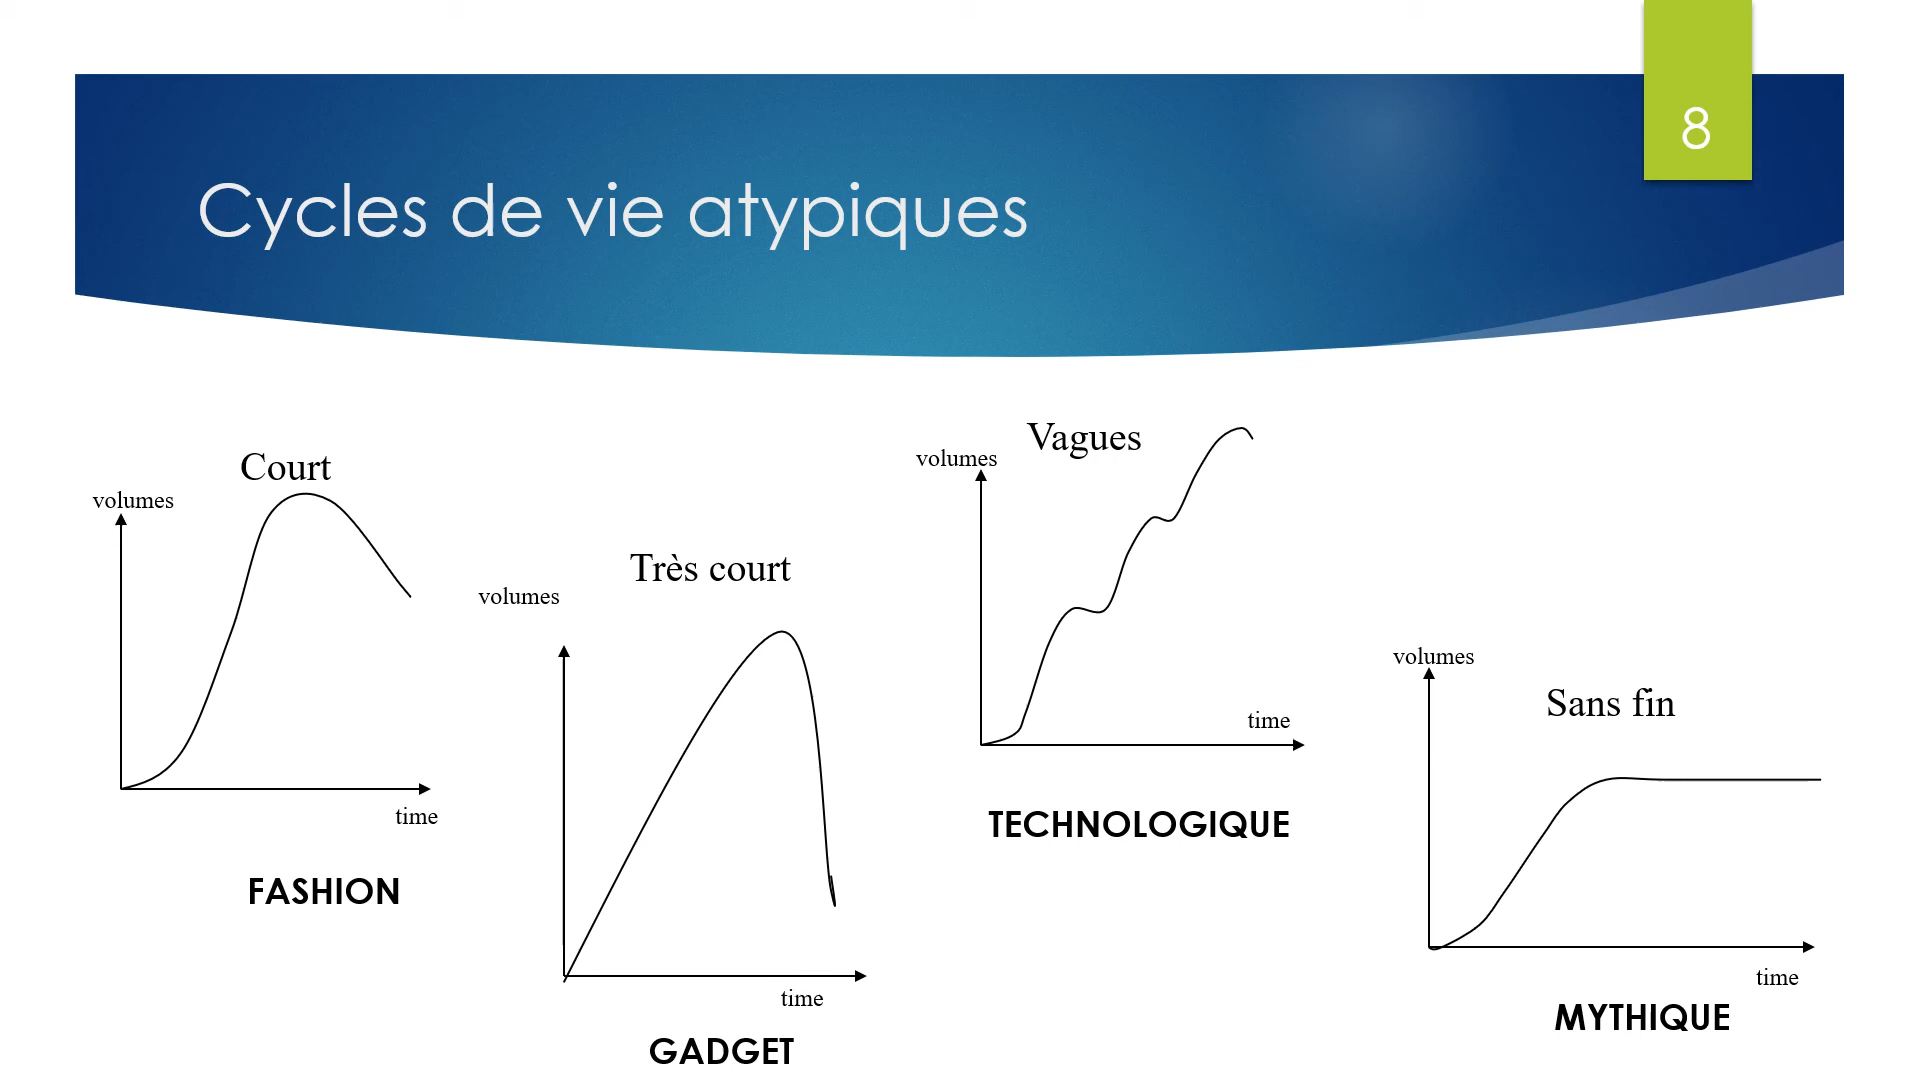 8
Cycles de vie atypiques
Court
volumes
time
FASHION
Très court
volumes
time
GADGET
Vagues
volumes
time
TECHNOLOGIQUE
volumes
Sans fin
time
MYTHIQUE